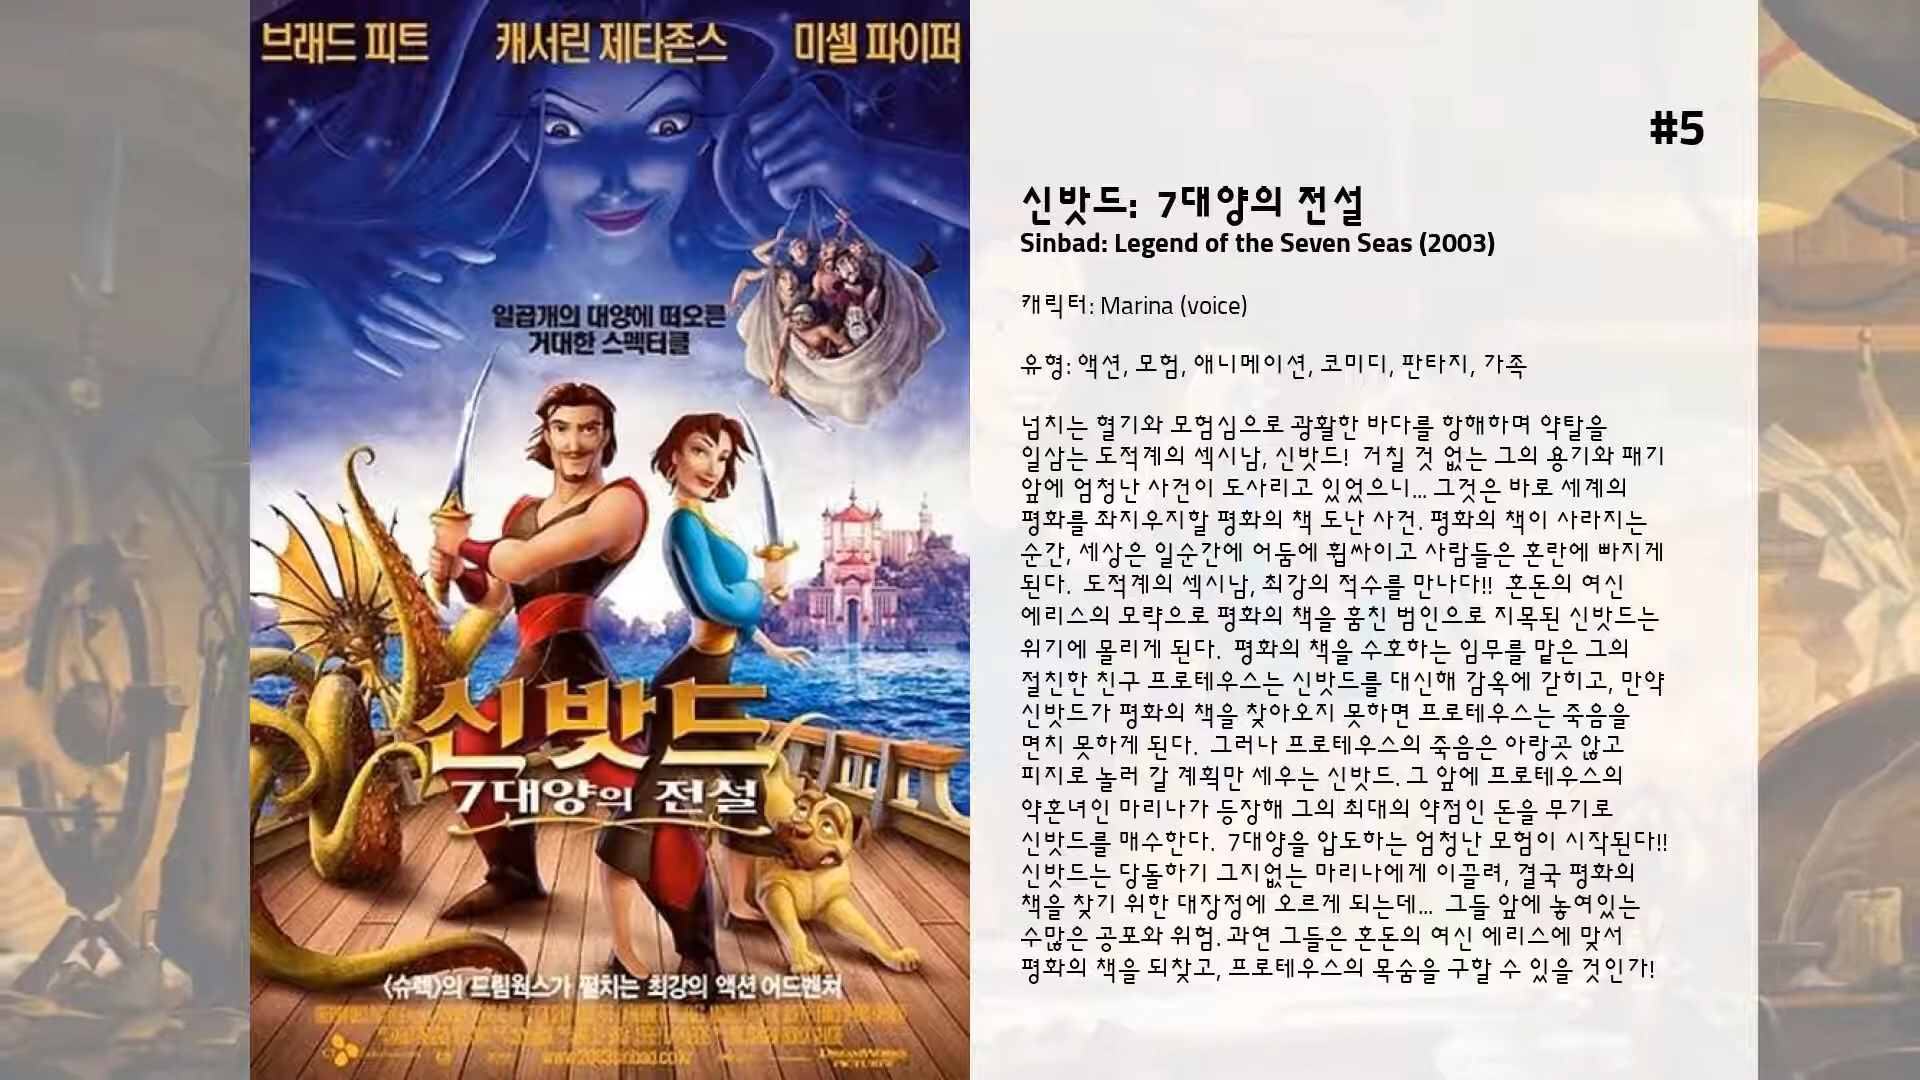 브래드 피트 캐서린 제타존스 미셸 파이퍼
일곱개의 대양에 떠오른
거대한 스펙터클
신밧드
7대양의 전설
<슈렉>의 드림웍스가 펼치는 최강의 액션 어드벤쳐
#5
신밧드: 7대양의 전설
Sinbad: Legend of the Seven Seas (2003)
캐릭터: Marina (voice)
유형: 액션, 모험, 애니메이션, 코미디, 판타지, 가족
넘치는 혈기와 모험심으로 광활한 바다를 항해하며 약탈을
일삼는 도적계의 섹시남, 신밧드! 거칠 것 없는 그의 용기와 패기
앞에 엄청난 사건이 도사리고 있었으니... 그것은 바로 세계의
평화를 좌지우지할 평화의 책 도난 사건. 평화의 책이 사라지는
순간, 세상은 일순간에 어둠에 휩싸이고 사람들은 혼란에 빠지게
된다. 도적계의 섹시남, 최강의 적수를 만나다!! 혼돈의 여신
에리스의 모략으로 평화의 책을 훔친 범인으로 지목된 신밧드는
위기에 몰리게 된다. 평화의 책을 수호하는 임무를 맡은 그의
절친한 친구 프로테우스는 신밧드를 대신해 감옥에 갇히고, 만약
신밧드가 평화의 책을 찾아오지 못하면 프로테우스는 죽음을
면치 못하게 된다. 그러나 프로테우스의 죽음은 아랑곳 않고
피지로 놀러 갈 계획만 세우는 신밧드. 그 앞에 프로테우스의
약혼녀인 마리나가 등장해 그의 최대의 약점인 돈을 무기로
신밧드를 매수한다. 7대양을 압도하는 엄청난 모험이 시작된다!!
신밧드는 당돌하기 그지없는 마리나에게 이끌려, 결국 평화의
책을 찾기 위한 대장정에 오르게 되는데... 그들 앞에 놓여있는
수많은 공포와 위험. 과연 그들은 혼돈의 여신 에리스에 맞서
평화의 책을 되찾고, 프로테우스의 목숨을 구할 수 있을 것인가!